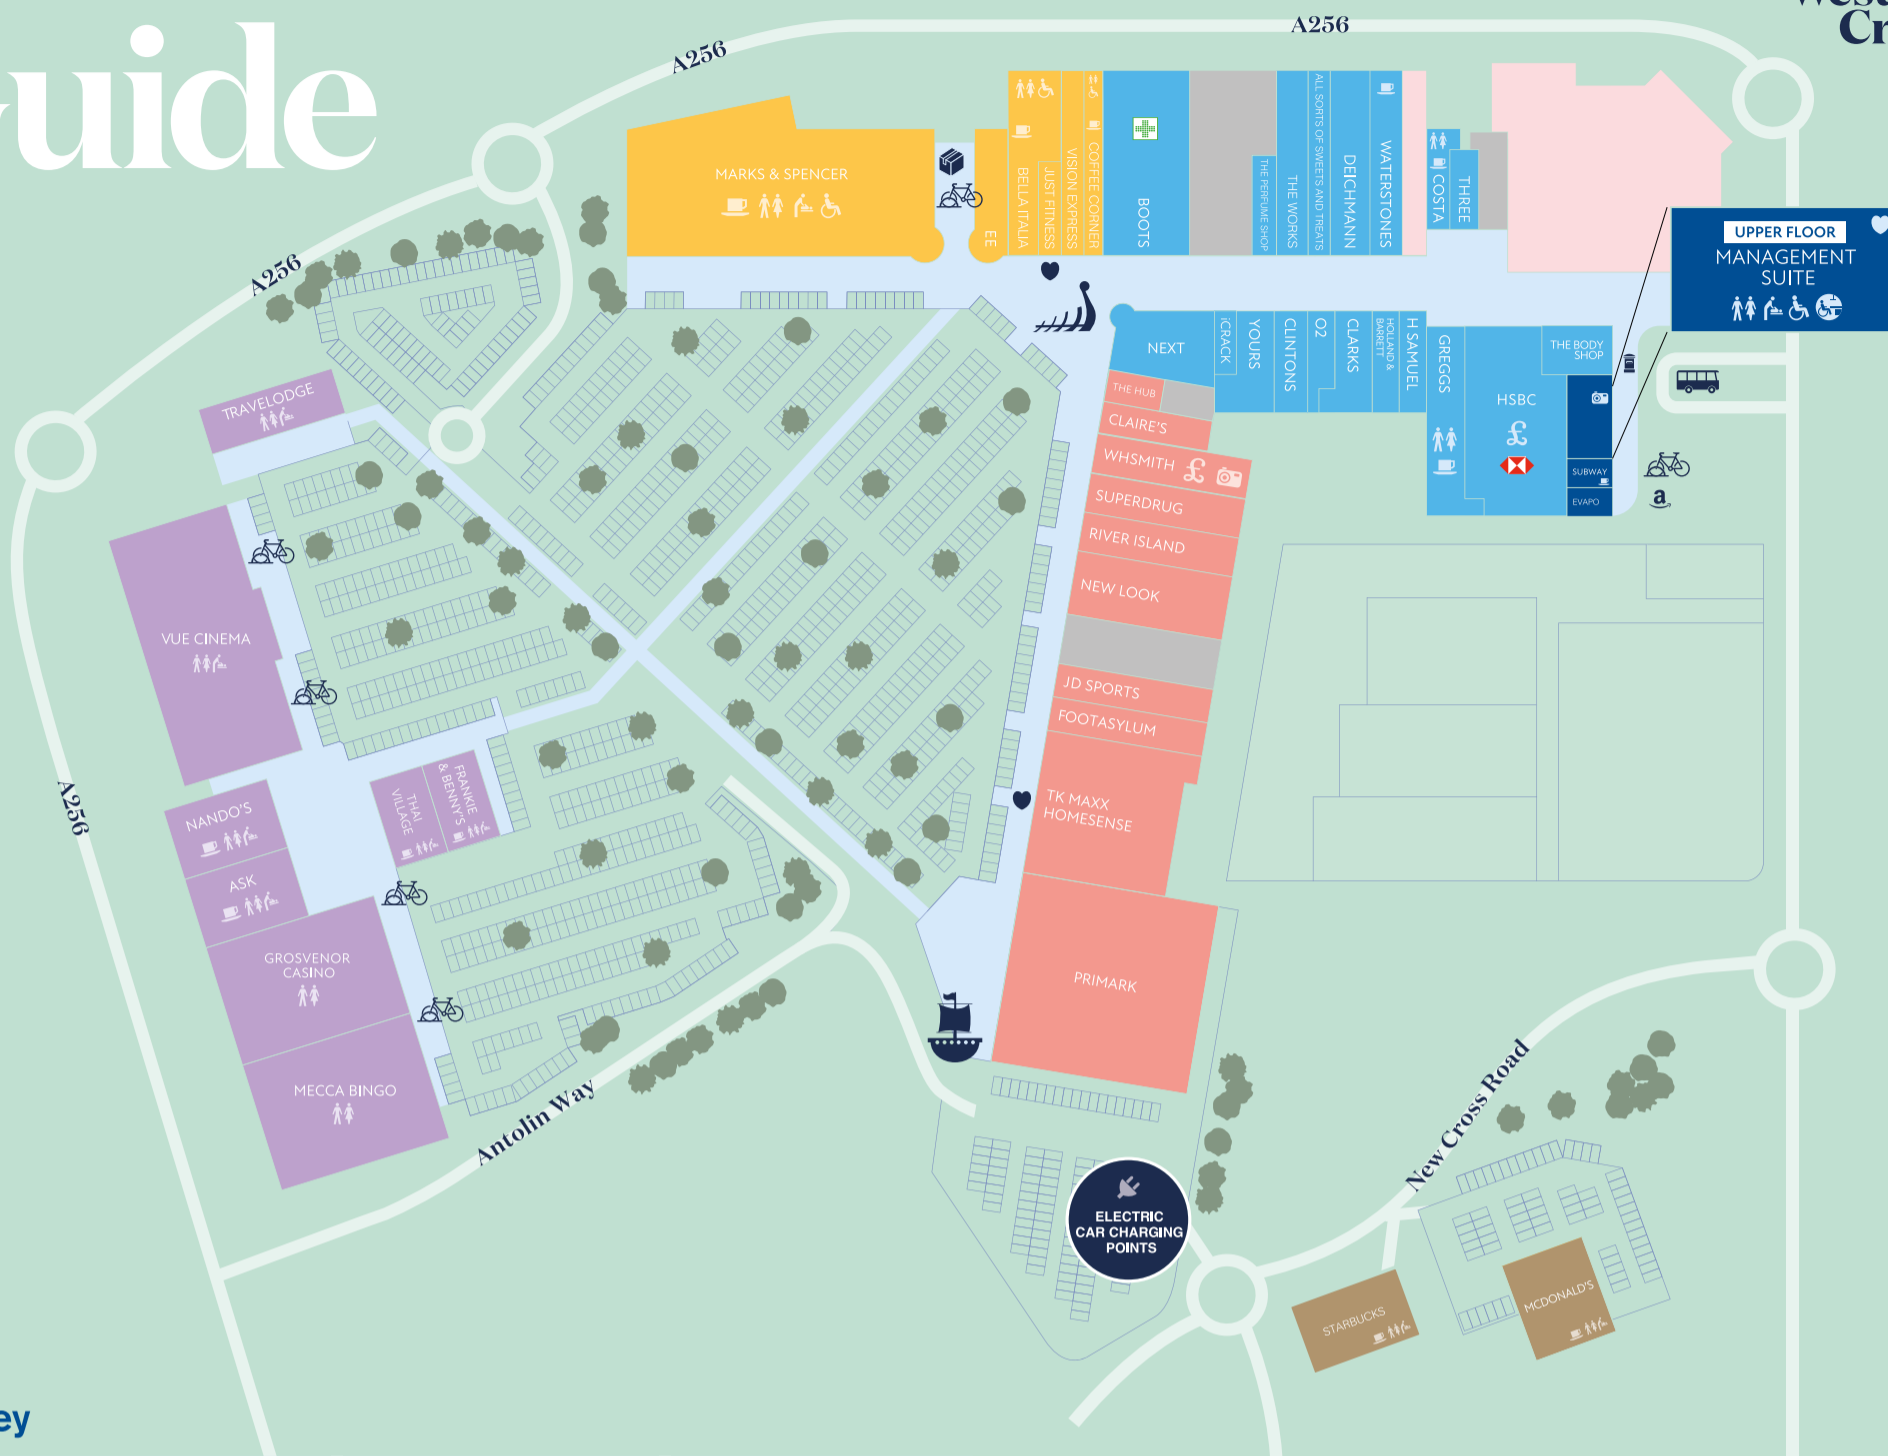 uide
A256
A256
A256
A256
Cr
MARKS & SPENCER
EE
BELLA ITALIA
JUST FITNESS
VISION EXPRESS
COFFEE CORNER
BOOTS
THE PERFUME SHOP
THE WORKS
ALL SORTS OF SWEETS AND TREATS
DEICHMANN
WATERSTONES
COSTA
THREE
UPPER FLOOR
MANAGEMENT
SUITE
NEXT
iCRACK
YOURS
CLINTONS
O2
CLARKS
HOLLAND &
BARRETT
H SAMUEL
GREGGS
HSBC
£
THE BODY
SHOP
SUBWAY
EVAPO
a
THE HUB
CLAIRE'S
WHSMITH £
SUPERDRUG
RIVER ISLAND
NEW LOOK
JD SPORTS
FOOTASYLUM
TK MAXX
HOMESENSE
PRIMARK
TRAVELODGE
VUE CINEMA
NANDO'S
ASK
THAI
VILLAGE
FRANKIE
& BENNY'S
GROSVENOR
CASINO
MECCA BINGO
Antolin Way
New Cross Road
ELECTRIC
CAR CHARGING
POINTS
STARBUCKS
MCDONALD'S
ey